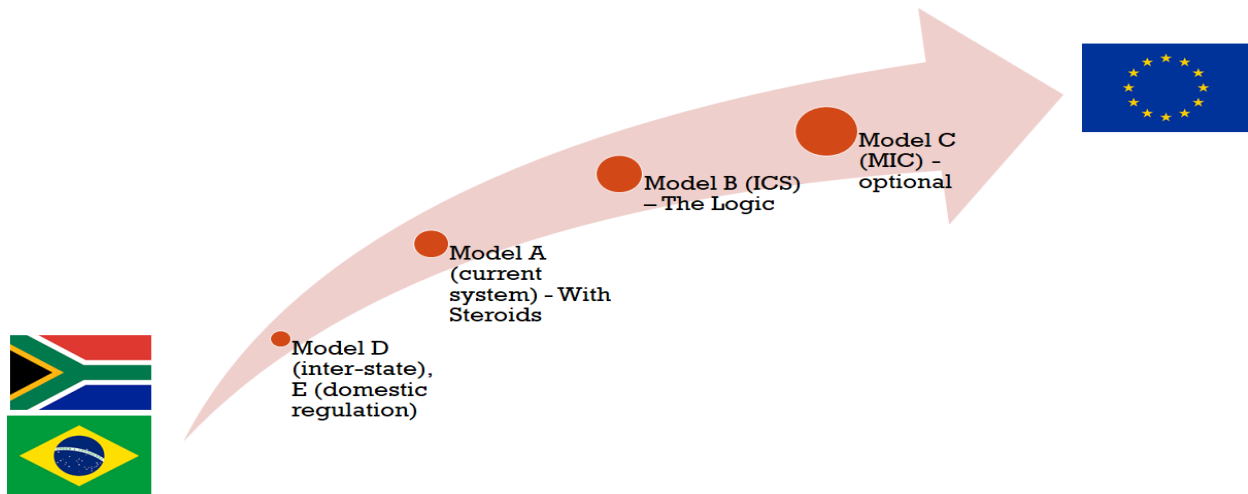 Model C
(MIC) -
optional
Model B (ICS)
– The Logic
Model A
(current
system) - With
Steroids
Model D
(inter-state),
E (domestic
regulation)